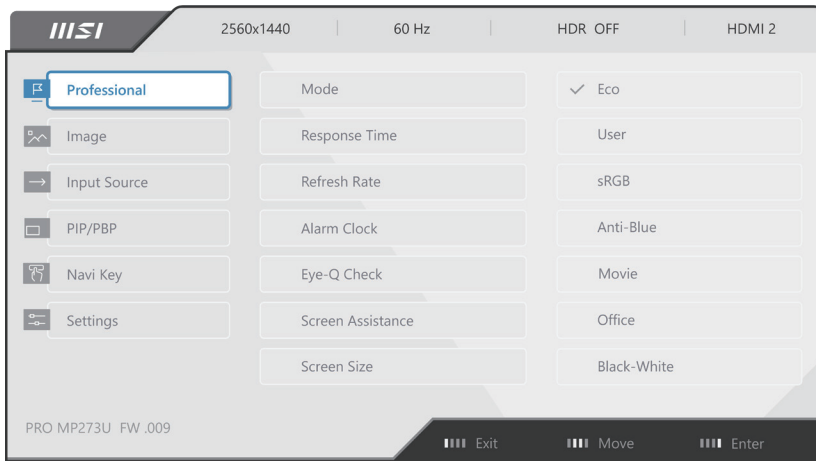 msi 2560x1440 60 Hz HDR OFF HDMI 2
Professional Mode Eco
Image Response Time User
Input Source Refresh Rate sRGB
PIP/PBP Alarm Clock Anti-Blue
Navi Key Eye-Q Check Movie
Settings Screen Assistance Office
Screen Size Black-White
PRO MP273U FW .009
Exit Move Enter